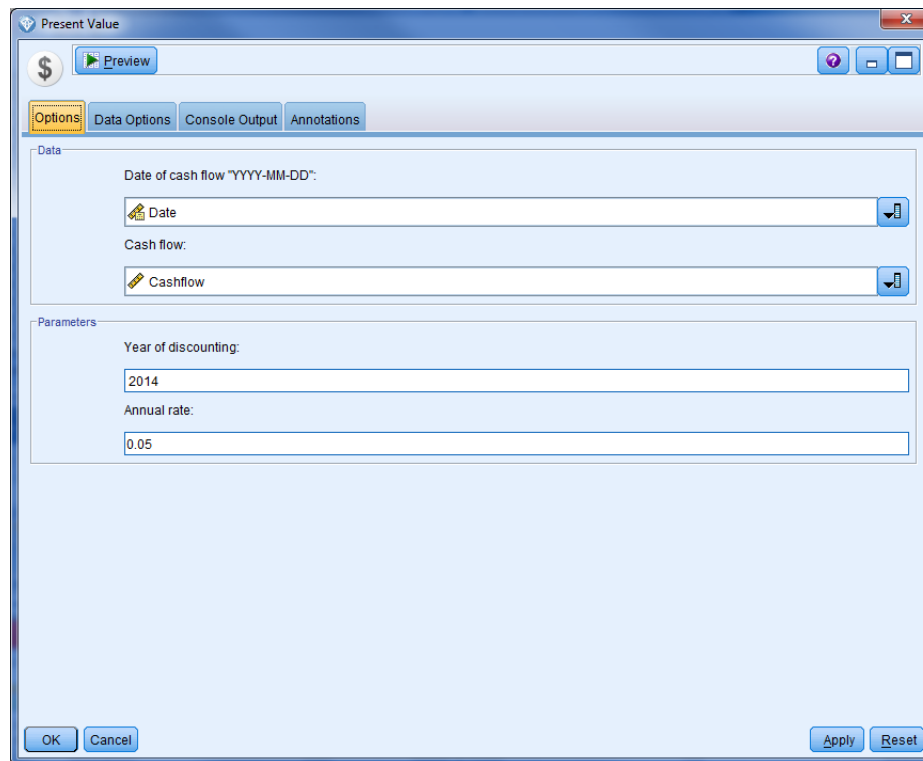 Present Value
Preview
Options Data Options Console Output Annotations
Data
Date of cash flow "YYYY-MM-DD":
Date
Cash flow:
Cashflow
Parameters
Year of discounting:
2014
Annual rate:
0.05
OK Cancel Apply Reset